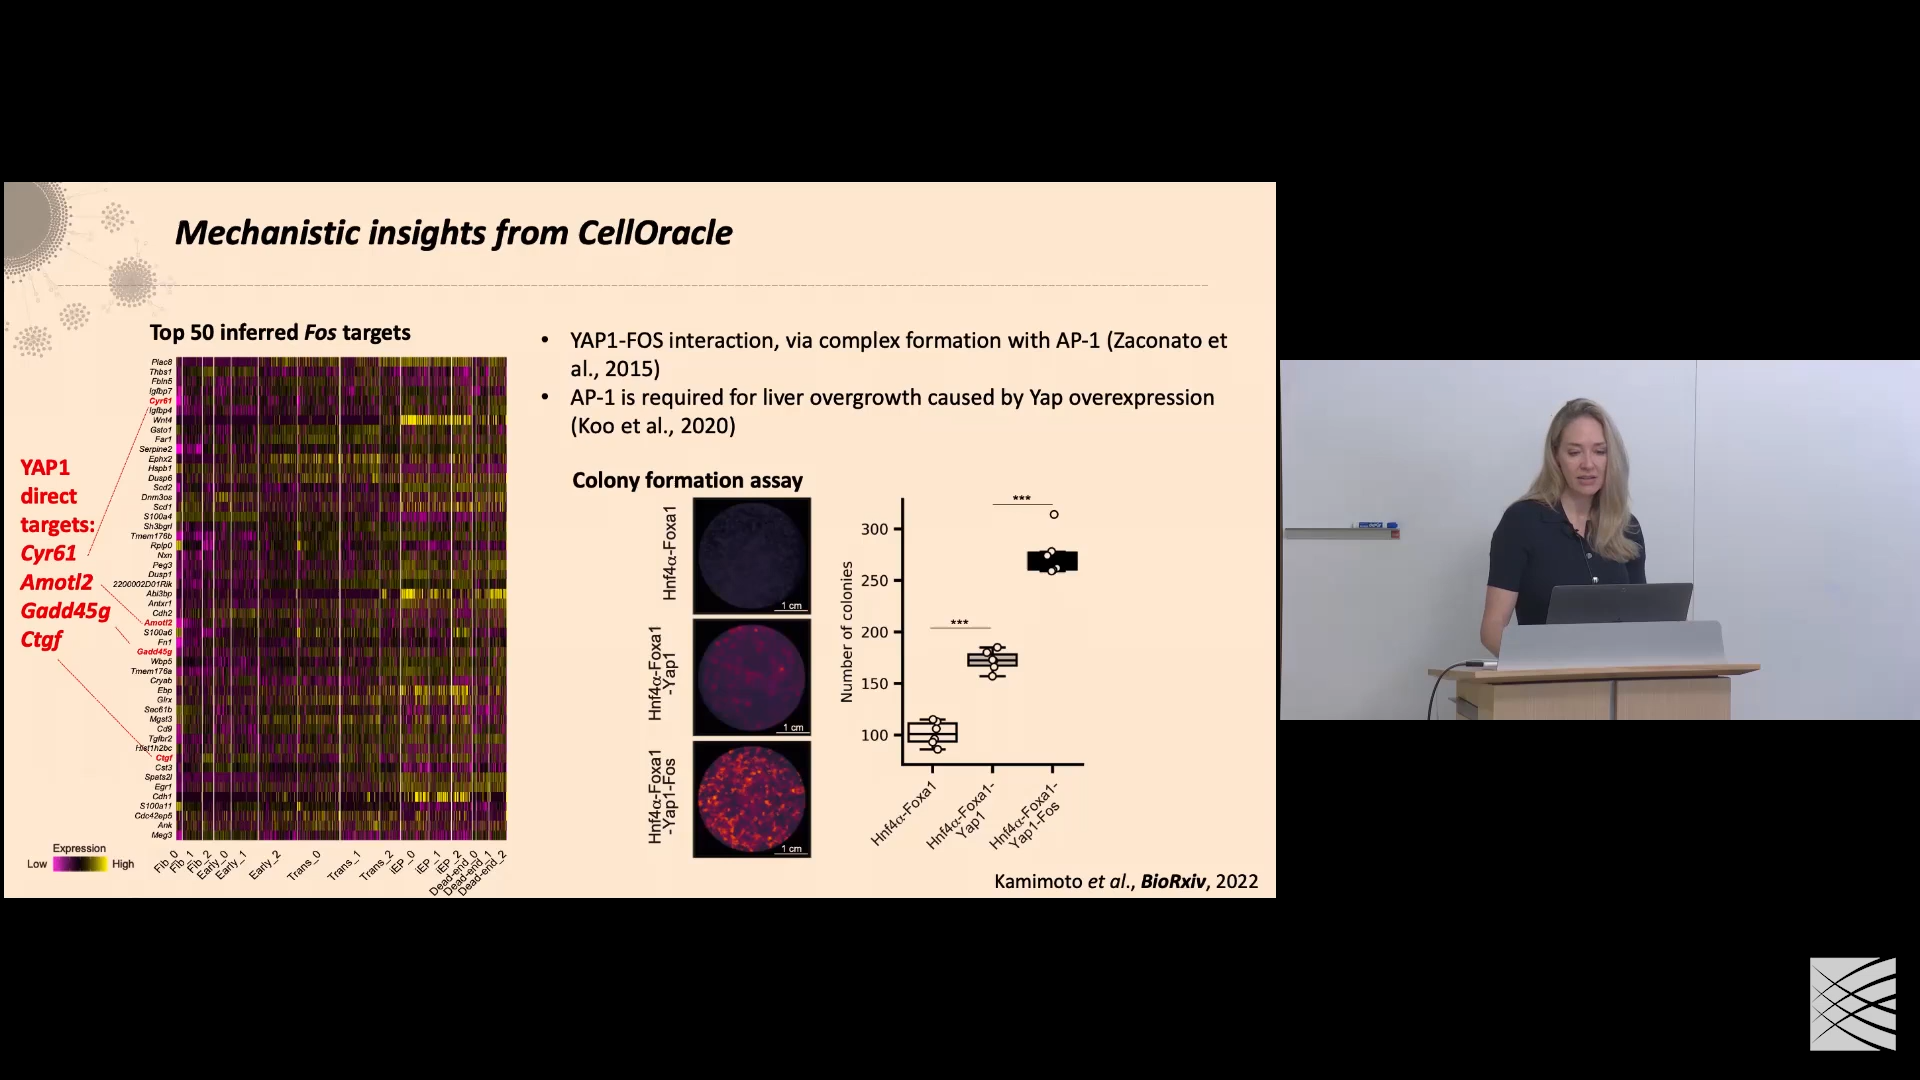 Mechanistic insights from CellOracle
Top 50 inferred Fos targets
Plac8
Thbs1
Fbln5
Igfbp7
Cyr61
Igfbp4
Wnt4
Gsto1
Far1
Serpine2
Ephx2
Hspb1
Dusp6
Scd2
Dnm3os
Scd1
S100a4
Sh3bgrl
Tmem176b
Rplp0
Nxn
Peg3
Dusp1
2200002D01Rik
Abi3bp
Antxr1
Cdh2
Amotl2
S100a6
Fn1
Gadd45g
Wbp5
Tmem176a
Cryab
Ebp
Glrx
Sec61b
Mgst3
Cd9
Tgfbr2
Hist1h2bc
Ctgf
Cst3
Spats2l
Egr1
Cdh1
S100a11
Cdc42ep5
Ank
Meg3
YAP1
direct
targets:
Cyr61
Amotl2
Gadd45g
Ctgf
Expression
Low
High
Fib_0
Fib_1
Fib_2
Early_0
Early_1
Early_2
Trans_0
Trans_1
Trans_2
iEP_0
iEP_1
iEP_2
Dead-end_0
Dead-end_1
Dead-end_2
• YAP1-FOS interaction, via complex formation with AP-1 (Zaconato et
al., 2015)
• AP-1 is required for liver overgrowth caused by Yap overexpression
(Koo et al., 2020)
Colony formation assay
Hnf4α-Foxa1
1 cm
Hnf4α-Foxa1
-Yap1
1 cm
Hnf4α-Foxa1
-Yap1-Fos
1 cm
Number of colonies
300
250
200
150
100
***
***
Hnf4α-Foxa1
Hnf4α-Foxa1-
Yap1
Hnf4α-Foxa1-
Yap1-Fos
Kamimoto et al., BioRxiv, 2022